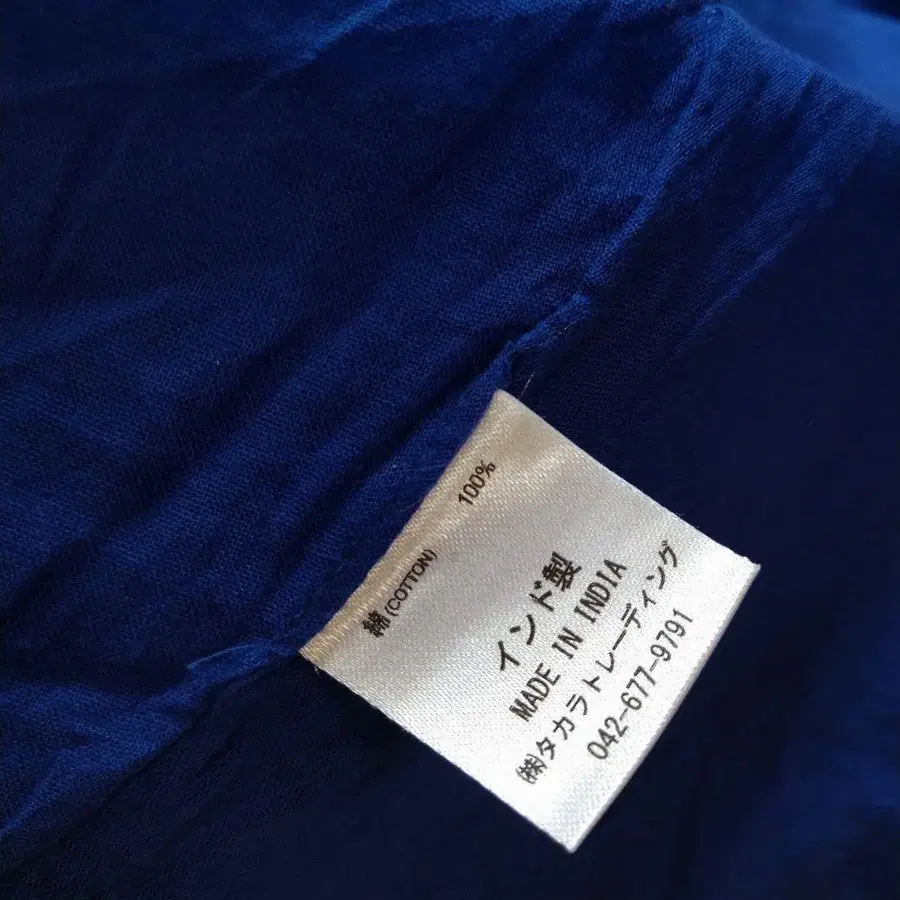 綿(COTTON) 100%
インド製
MADE IN INDIA
㈱タカラトレーディング
042-677-9791